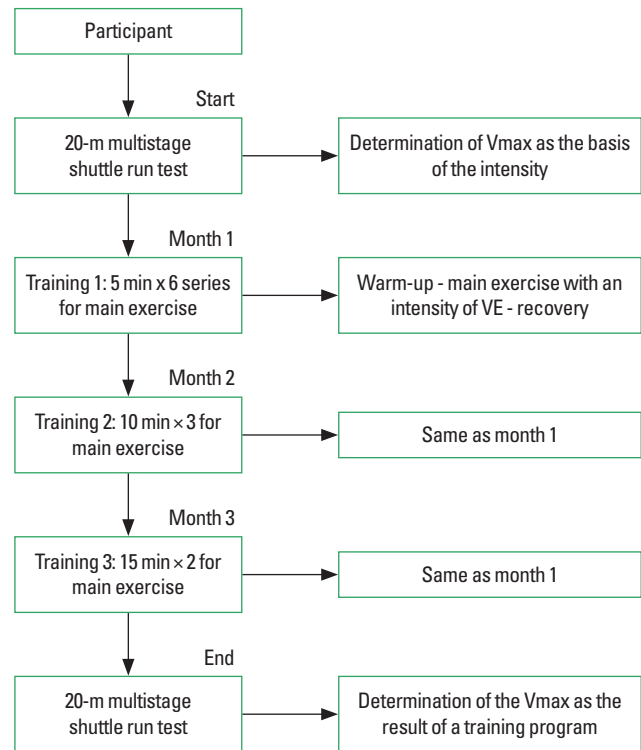 Participant
Start
20-m multistage
shuttle run test
Determination of Vmax as the basis
of the intensity
Month 1
Training 1: 5 min x 6 series
for main exercise
Warm-up - main exercise with an
intensity of VE - recovery
Month 2
Training 2: 10 min × 3 for
main exercise
Same as month 1
Month 3
Training 3: 15 min × 2 for
main exercise
Same as month 1
End
20-m multistage
shuttle run test
Determination of the Vmax as the
result of a training program